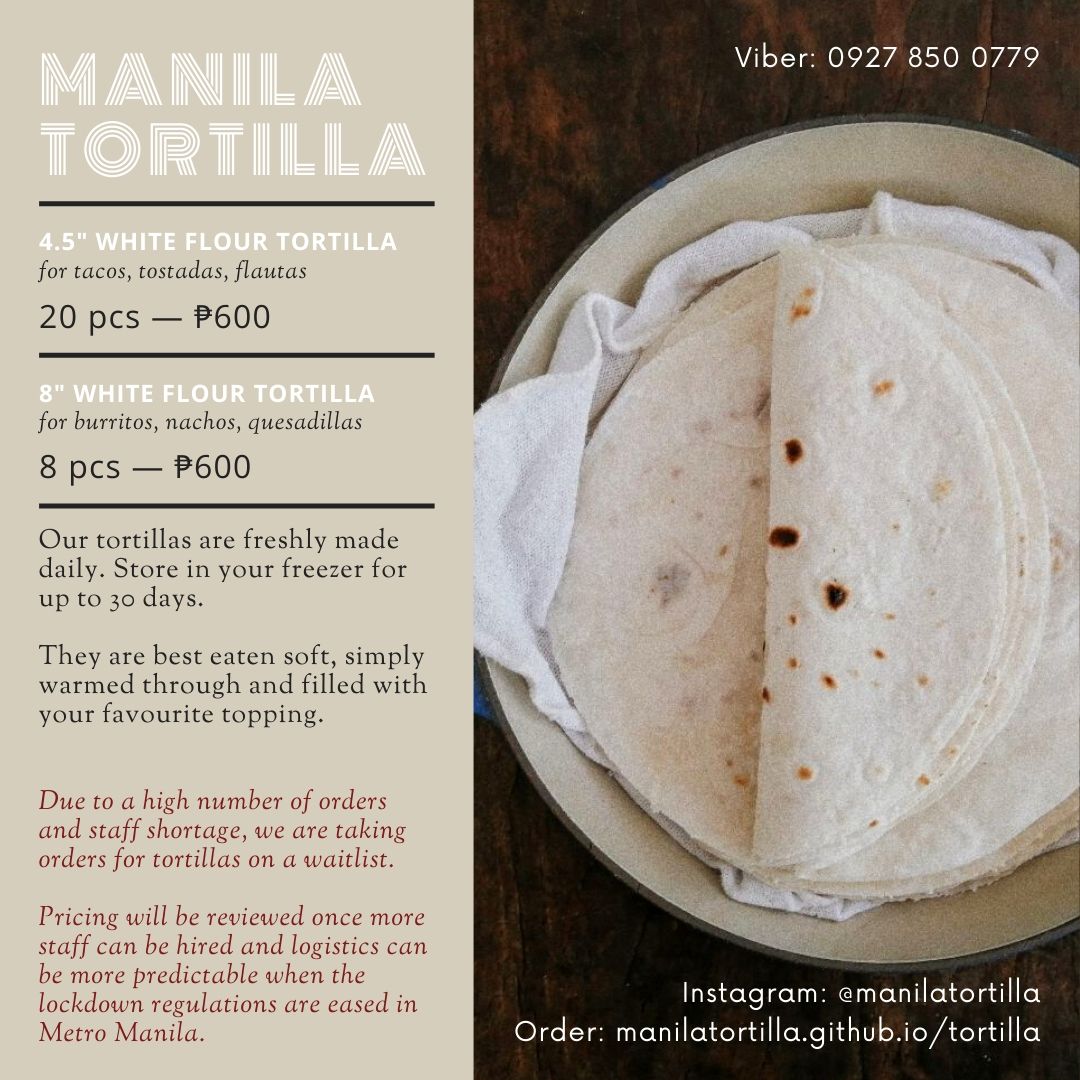 MANILA
TORTILLA
4.5" WHITE FLOUR TORTILLA
for tacos, tostadas, flautas
20 pcs — ₱600
8" WHITE FLOUR TORTILLA
for burritos, nachos, quesadillas
8 pcs — ₱600
Our tortillas are freshly made
daily. Store in your freezer for
up to 30 days.
They are best eaten soft, simply
warmed through and filled with
your favourite topping.
Due to a high number of orders
and staff shortage, we are taking
orders for tortillas on a waitlist.
Pricing will be reviewed once more
staff can be hired and logistics can
be more predictable when the
lockdown regulations are eased in
Metro Manila.
Viber: 0927 850 0779
Instagram: @manilatortilla
Order: manilatortilla.github.io/tortilla